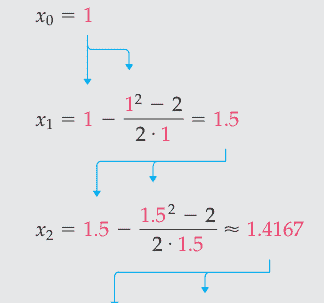 x₀ = 1
x₁ = 1 − (1² − 2)/(2 · 1) = 1.5
x₂ = 1.5 − (1.5² − 2)/(2 · 1.5) ≈ 1.4167